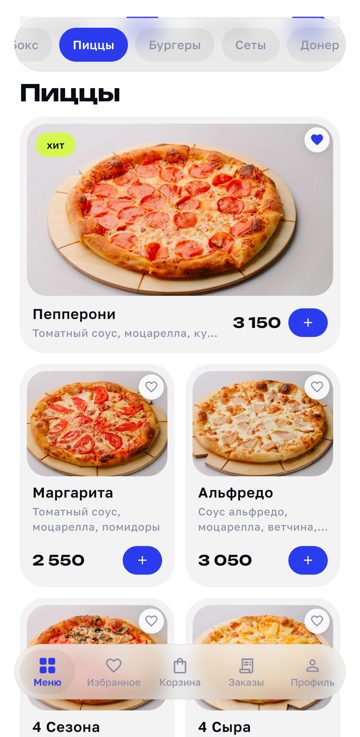 Бокс
Пиццы
Бургеры
Сеты
Донер
Пиццы
хит
Пепперони
Томатный соус, моцарелла, ку...
3 150
+
Маргарита
Томатный соус,
моцарелла, помидоры
2 550
+
Альфредо
Соус альфредо,
моцарелла, ветчина,...
3 050
+
Меню
Избранное
Корзина
Заказы
Профиль
4 Сезона
4 Сыра